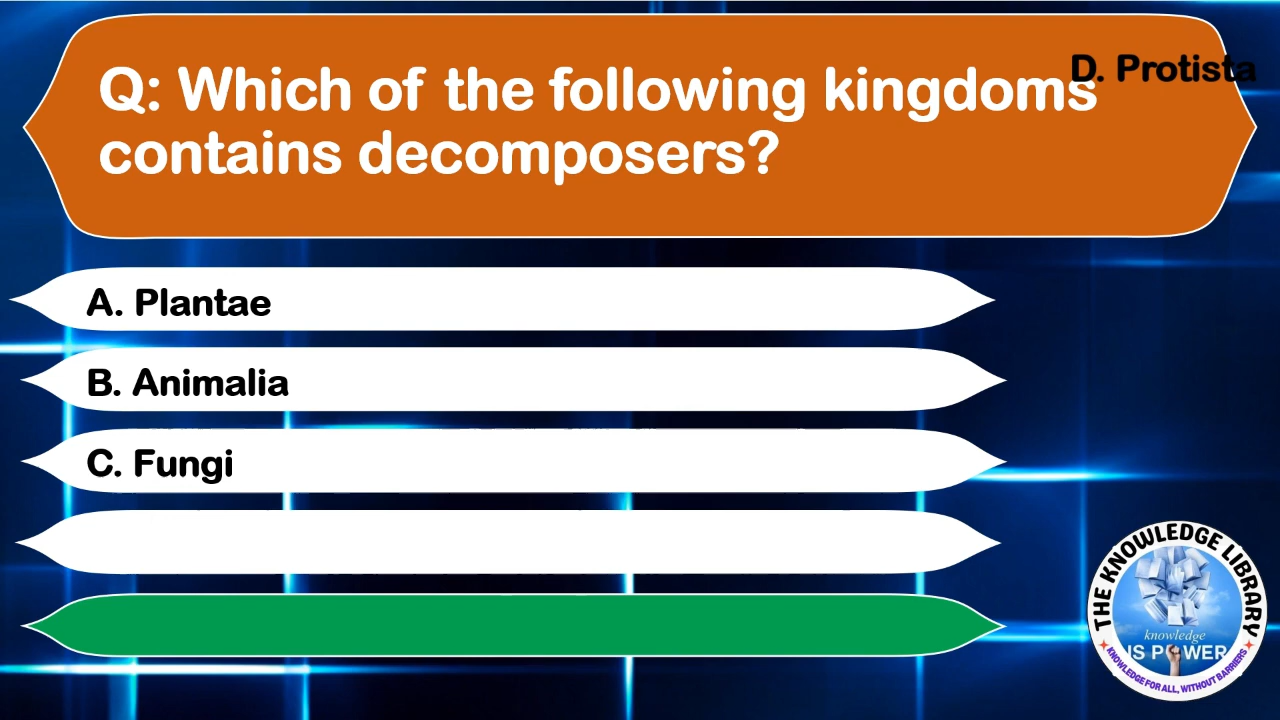 Q: Which of the following kingdoms
contains decomposers?
D. Protista
A. Plantae
B. Animalia
C. Fungi
THE KNOWLEDGE LIBRARY
knowledge
IS POWER
KNOWLEDGE FOR ALL, WITHOUT BARRIERS